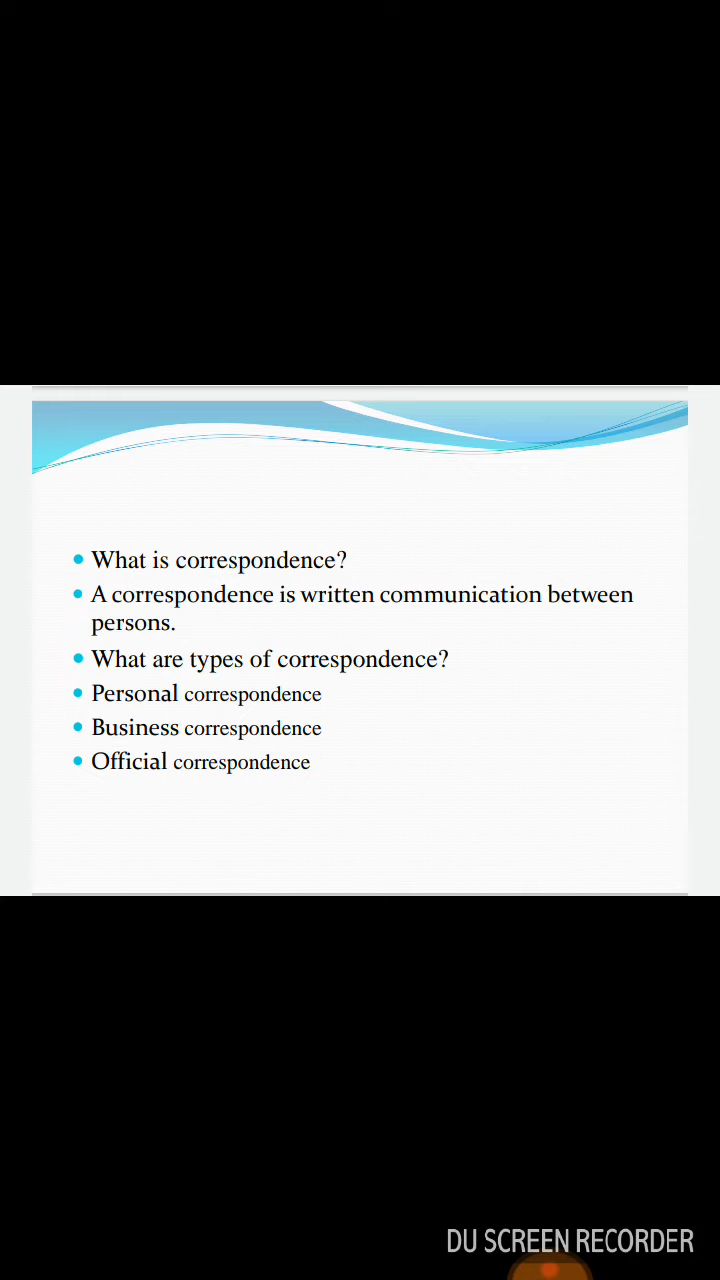 What is correspondence?
A correspondence is written communication between
persons.
What are types of correspondence?
Personal correspondence
Business correspondence
Official correspondence
DU SCREEN RECORDER